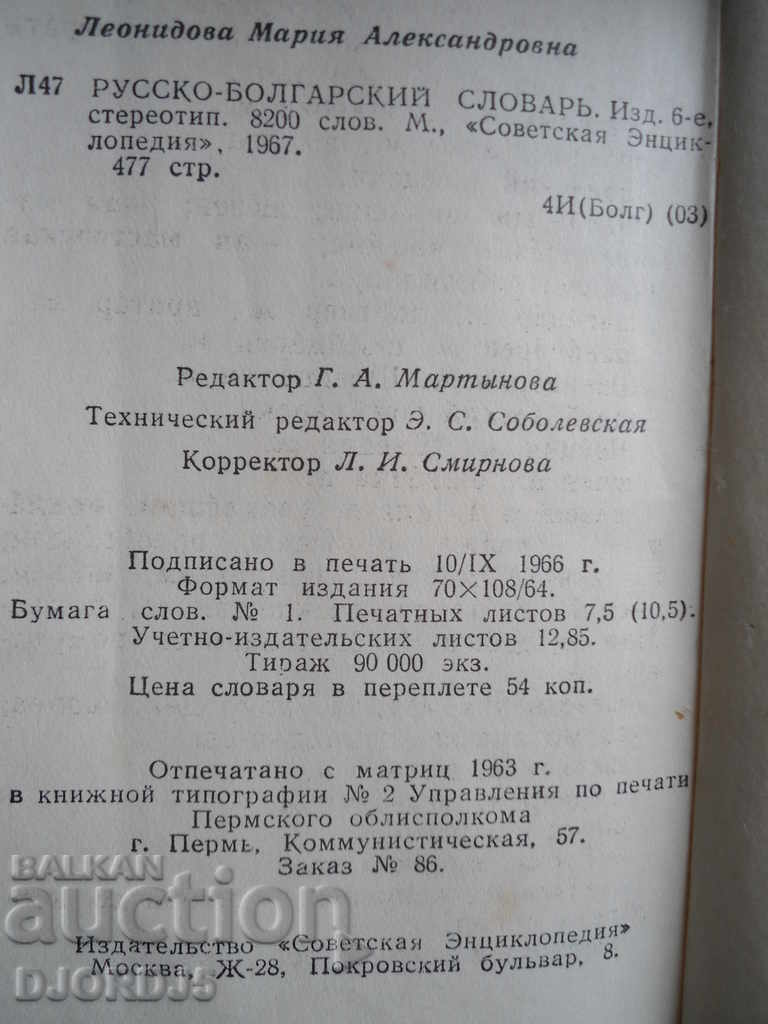 Леонидова Мария Александровна
Л47 РУССКО-БОЛГАРСКИЙ СЛОВАРЬ. Изд. 6-е,
стереотип. 8200 слов. М., «Советская Энцик-
лопедия», 1967.
477 стр.
4И(Болг) (03)
Редактор Г. А. Мартынова
Технический редактор Э. С. Соболевская
Корректор Л. И. Смирнова
Подписано в печать 10/IX 1966 г.
Формат издания 70×108/64.
Бумага слов. № 1. Печатных листов 7,5 (10,5).
Учетно-издательских листов 12,85.
Тираж 90 000 экз.
Цена словаря в переплете 54 коп.
Отпечатано с матриц 1963 г.
в книжной типографии № 2 Управления по печати
Пермского облисполкома
г. Пермь, Коммунистическая, 57.
Заказ № 86.
BALKAN
auction
Издательство «Советская Энциклопедия»
Москва, Ж-28, Покровский бульвар, 8.
DJORDJ5